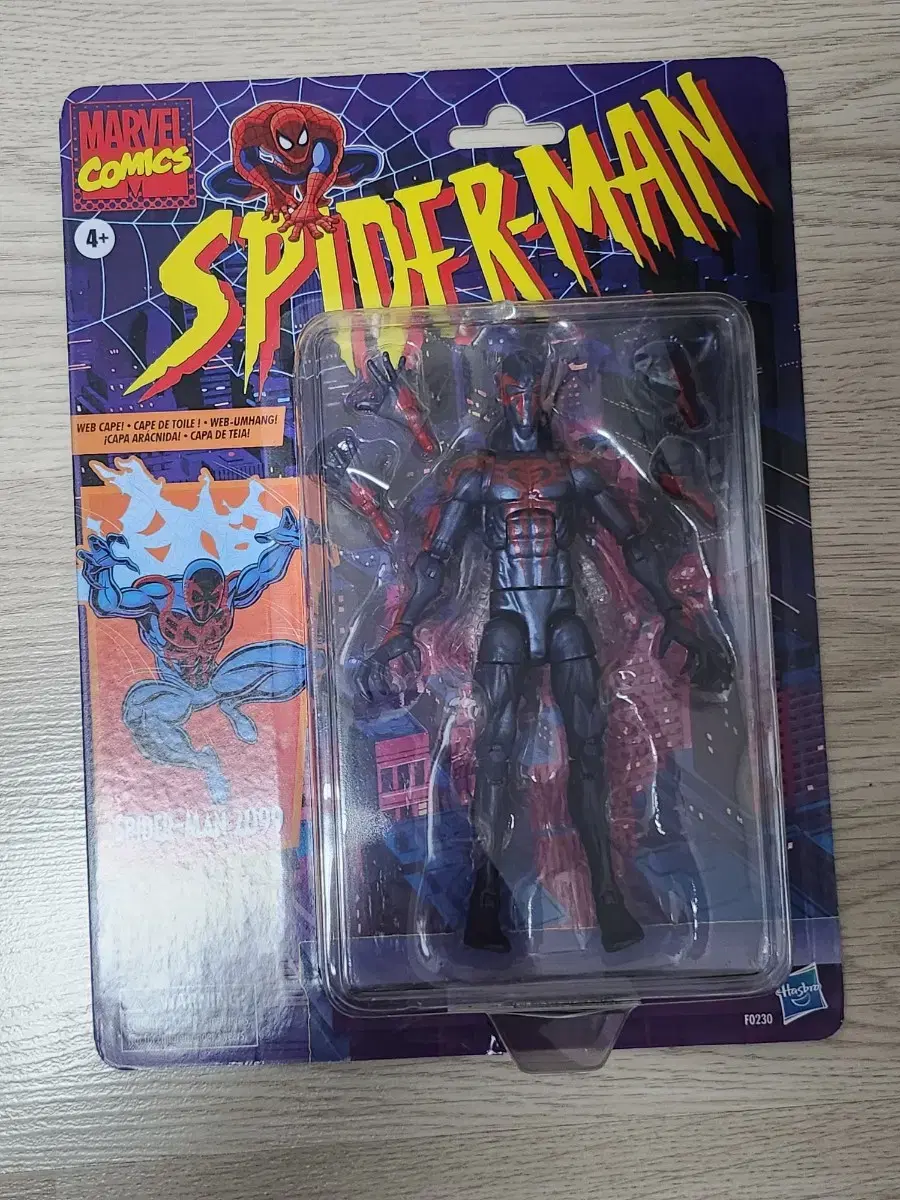 MARVEL
COMICS
4+
SPIDER-MAN
WEB CAPE! • CAPE DE TOILE ! • WEB-UMHANG!
¡CAPA ARÁCNIDA! • CAPA DE TEIA!
SPIDER-MAN 2099
WARNING:
Hasbro
F0230